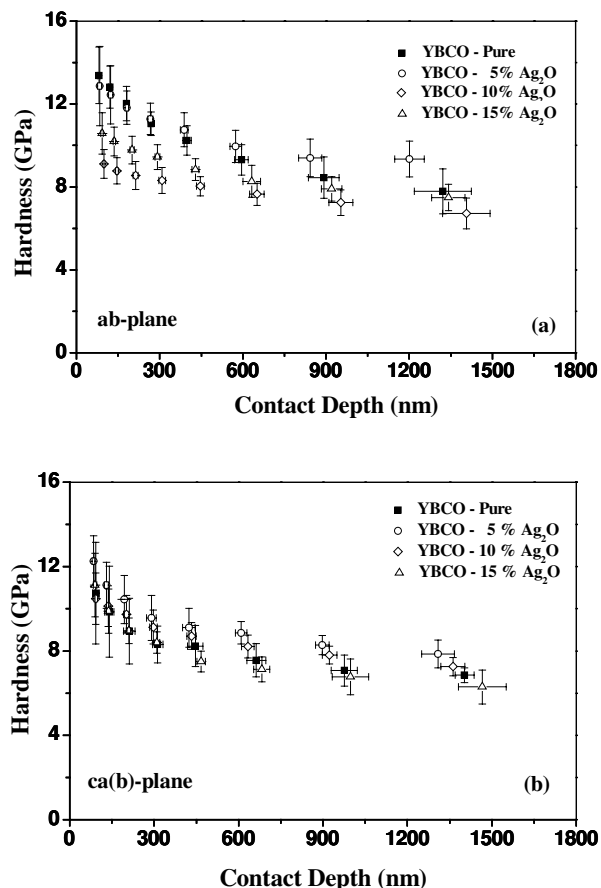 16
12
8
4
0
Hardness (GPa)
YBCO - Pure
YBCO - 5% Ag2O
YBCO - 10% Ag2O
YBCO - 15% Ag2O
ab-plane
(a)
0 300 600 900 1200 1500 1800
Contact Depth (nm)
16
12
8
4
0
Hardness (GPa)
YBCO - Pure
YBCO - 5 % Ag2O
YBCO - 10 % Ag2O
YBCO - 15 % Ag2O
ca(b)-plane
(b)
0 300 600 900 1200 1500 1800
Contact Depth (nm)